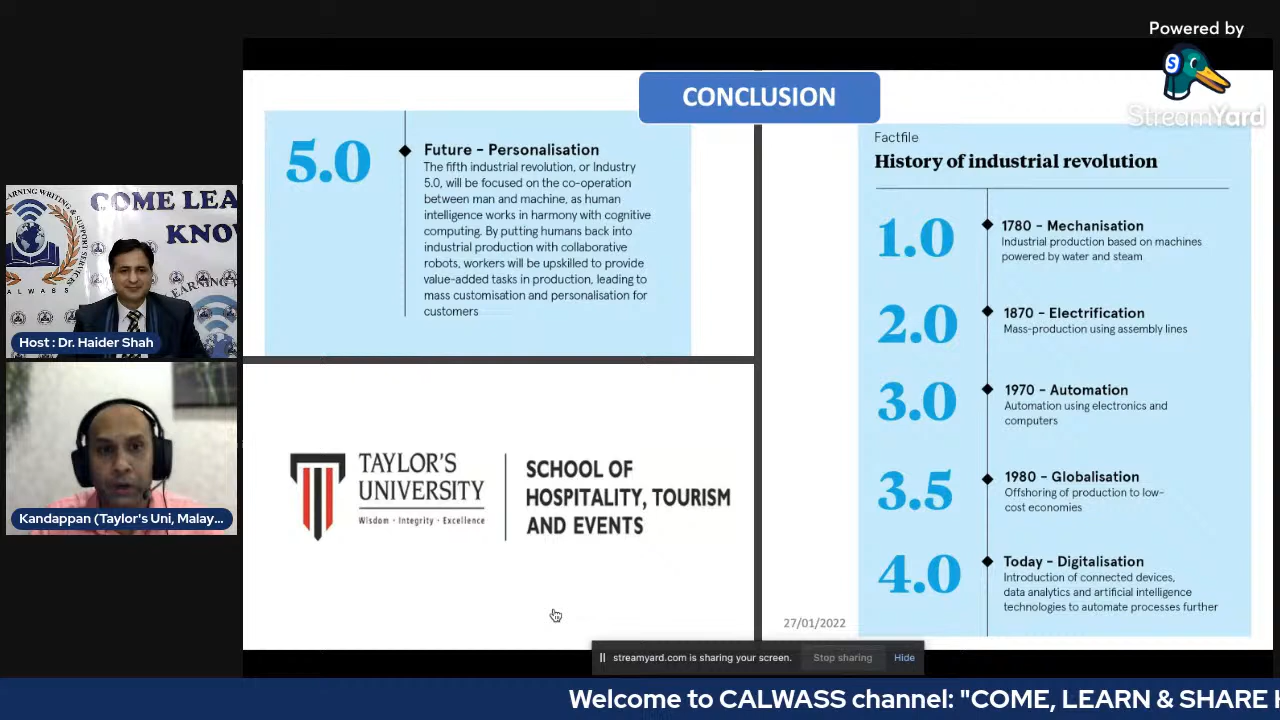 Powered by
StreamYard
CONCLUSION
5.0
Future – Personalisation
The fifth industrial revolution, or Industry
5.0, will be focused on the co-operation
between man and machine, as human
intelligence works in harmony with cognitive
computing. By putting humans back into
industrial production with collaborative
robots, workers will be upskilled to provide
value-added tasks in production, leading to
mass customisation and personalisation for
customers
Factfile
History of industrial revolution
1.0
1780 – Mechanisation
Industrial production based on machines
powered by water and steam
2.0
1870 – Electrification
Mass-production using assembly lines
3.0
1970 – Automation
Automation using electronics and
computers
3.5
1980 – Globalisation
Offshoring of production to low-
cost economies
4.0
Today – Digitalisation
Introduction of connected devices,
data analytics and artificial intelligence
technologies to automate processes further
COME LEA
KNO
CALWASS
Host : Dr. Haider Shah
Kandappan (Taylor's Uni, Malay...
TAYLOR'S
UNIVERSITY
Wisdom · Integrity · Excellence
SCHOOL OF
HOSPITALITY, TOURISM
AND EVENTS
27/01/2022
streamyard.com is sharing your screen.
Stop sharing
Hide
Welcome to CALWASS channel: "COME, LEARN & SHARE